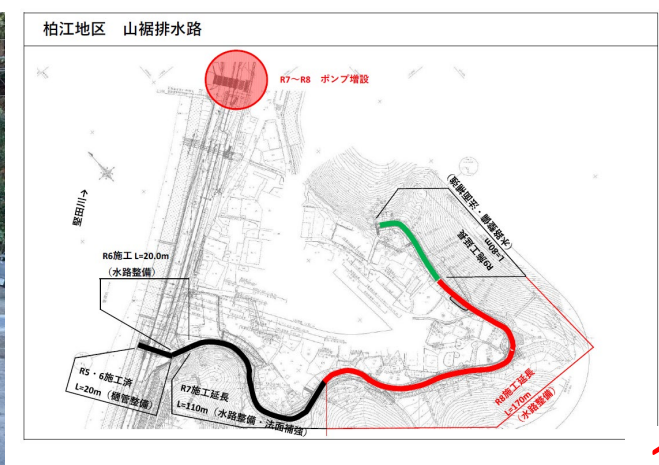 柏江地区 山裾排水路
R7～R8 ポンプ増設
堅田川→
R6施工 L=20.0m
（水路整備）
R9施工延長
L=80m
（水路整備・法面補強）
R5・6施工済
L=20m（樋管整備）
R7施工延長
L=110m（水路整備・法面補強）
R8施工延長
L=170m
（水路整備）